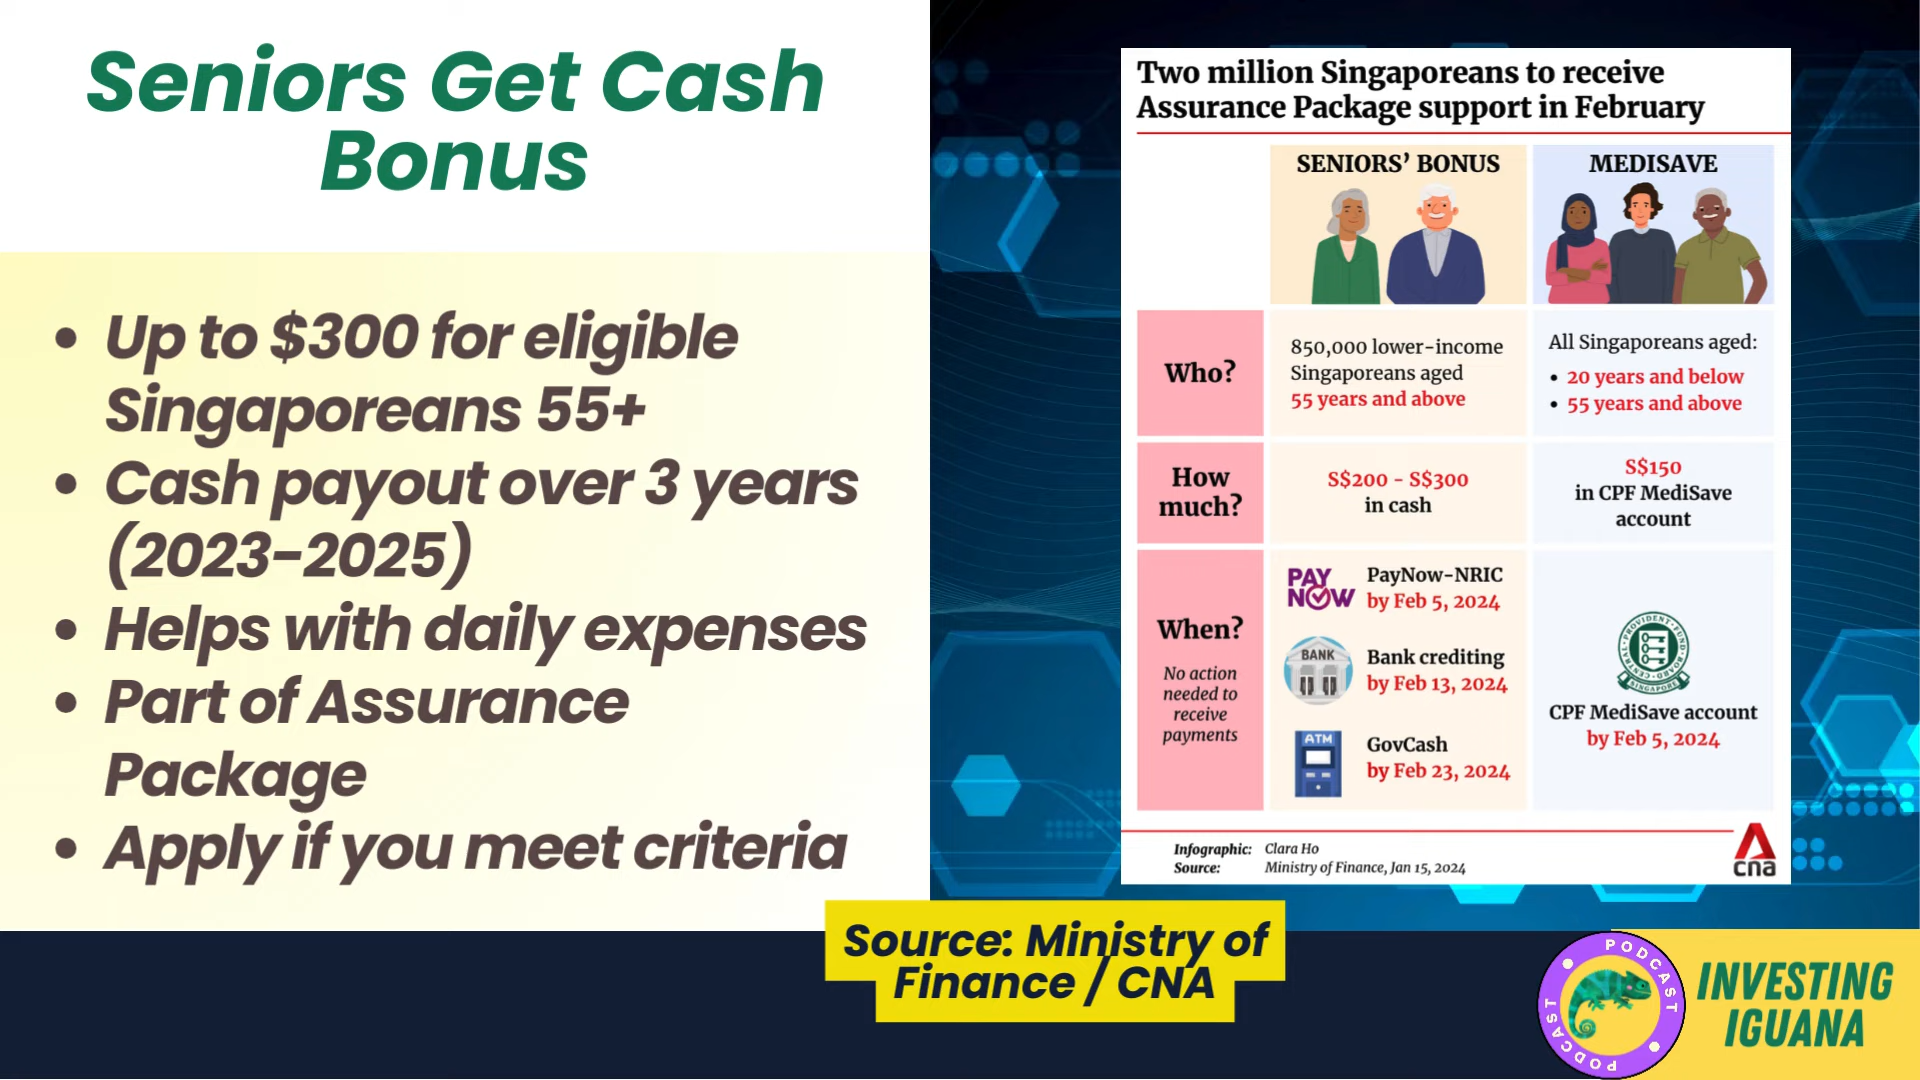 Seniors Get Cash
Bonus
• Up to $300 for eligible
Singaporeans 55+
• Cash payout over 3 years
(2023-2025)
• Helps with daily expenses
• Part of Assurance
Package
• Apply if you meet criteria
Two million Singaporeans to receive
Assurance Package support in February
SENIORS' BONUS
MEDISAVE
Who?
850,000 lower-income
Singaporeans aged
55 years and above
All Singaporeans aged:
• 20 years and below
• 55 years and above
How
much?
S$200 - S$300
in cash
S$150
in CPF MediSave
account
When?
No action
needed to
receive
payments
PAY
NOW
PayNow-NRIC
by Feb 5, 2024
BANK
Bank crediting
by Feb 13, 2024
ATM
GovCash
by Feb 23, 2024
CENTRAL PROVIDENT FUND BOARD
SINGAPORE
CPF MediSave account
by Feb 5, 2024
Infographic: Clara Ho
Source: Ministry of Finance, Jan 15, 2024
cna
Source: Ministry of
Finance / CNA
PODCAST
PODCAST
INVESTING
IGUANA